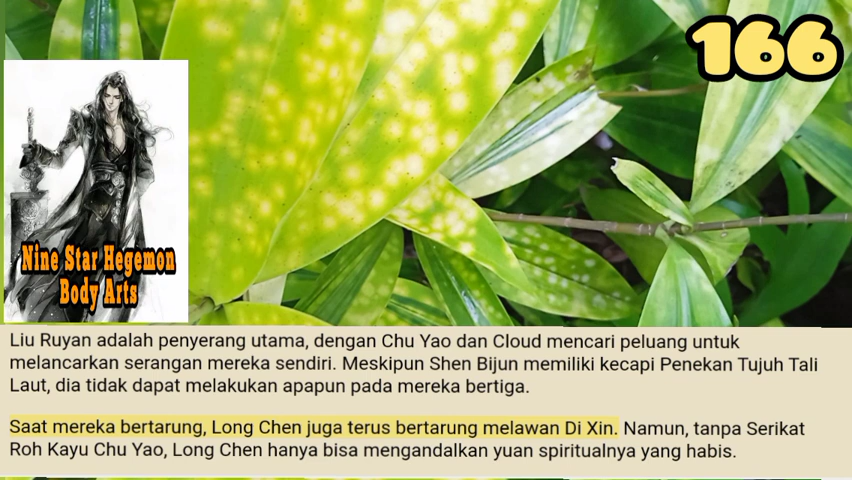 166
Nine Star Hegemon
Body Arts
Liu Ruyan adalah penyerang utama, dengan Chu Yao dan Cloud mencari peluang untuk
melancarkan serangan mereka sendiri. Meskipun Shen Bijun memiliki kecapi Penekan Tujuh Tali
Laut, dia tidak dapat melakukan apapun pada mereka bertiga.
Saat mereka bertarung, Long Chen juga terus bertarung melawan Di Xin. Namun, tanpa Serikat
Roh Kayu Chu Yao, Long Chen hanya bisa mengandalkan yuan spiritualnya yang habis.